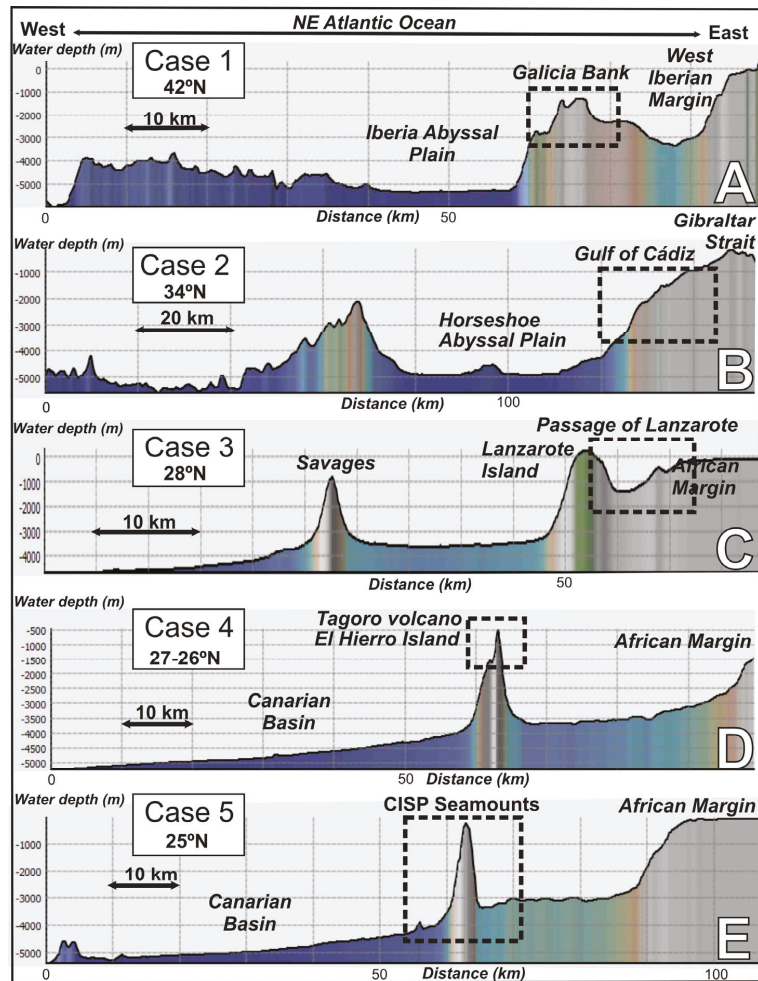 West
NE Atlantic Ocean
East
Water depth (m)
Case 1
42ºN
10 km
Iberia Abyssal
Plain
Galicia Bank
West
Iberian
Margin
0
-1000
-2000
-3000
-4000
-5000
A
0
50
Distance (km)
Water depth (m)
Case 2
34ºN
20 km
Horseshoe
Abyssal Plain
Gulf of Cádiz
Gibraltar
Strait
-1000
-2000
-3000
-4000
-5000
B
0
100
Distance (km)
Water depth (m)
Case 3
28ºN
10 km
Savages
Lanzarote
Island
Passage of Lanzarote
African
Margin
0
-1000
-2000
-3000
-4000
C
50
Distance (km)
Water depth (m)
Case 4
27-26ºN
10 km
Canarian
Basin
Tagoro volcano
El Hierro Island
African Margin
-500
-1000
-1500
-2000
-2500
-3000
-3500
-4000
-5000
D
0
50
Distance (km)
Water depth (m)
Case 5
25ºN
10 km
Canarian
Basin
CISP Seamounts
African Margin
0
-1000
-2000
-3000
-4000
-5000
E
0
50
Distance (km)
100